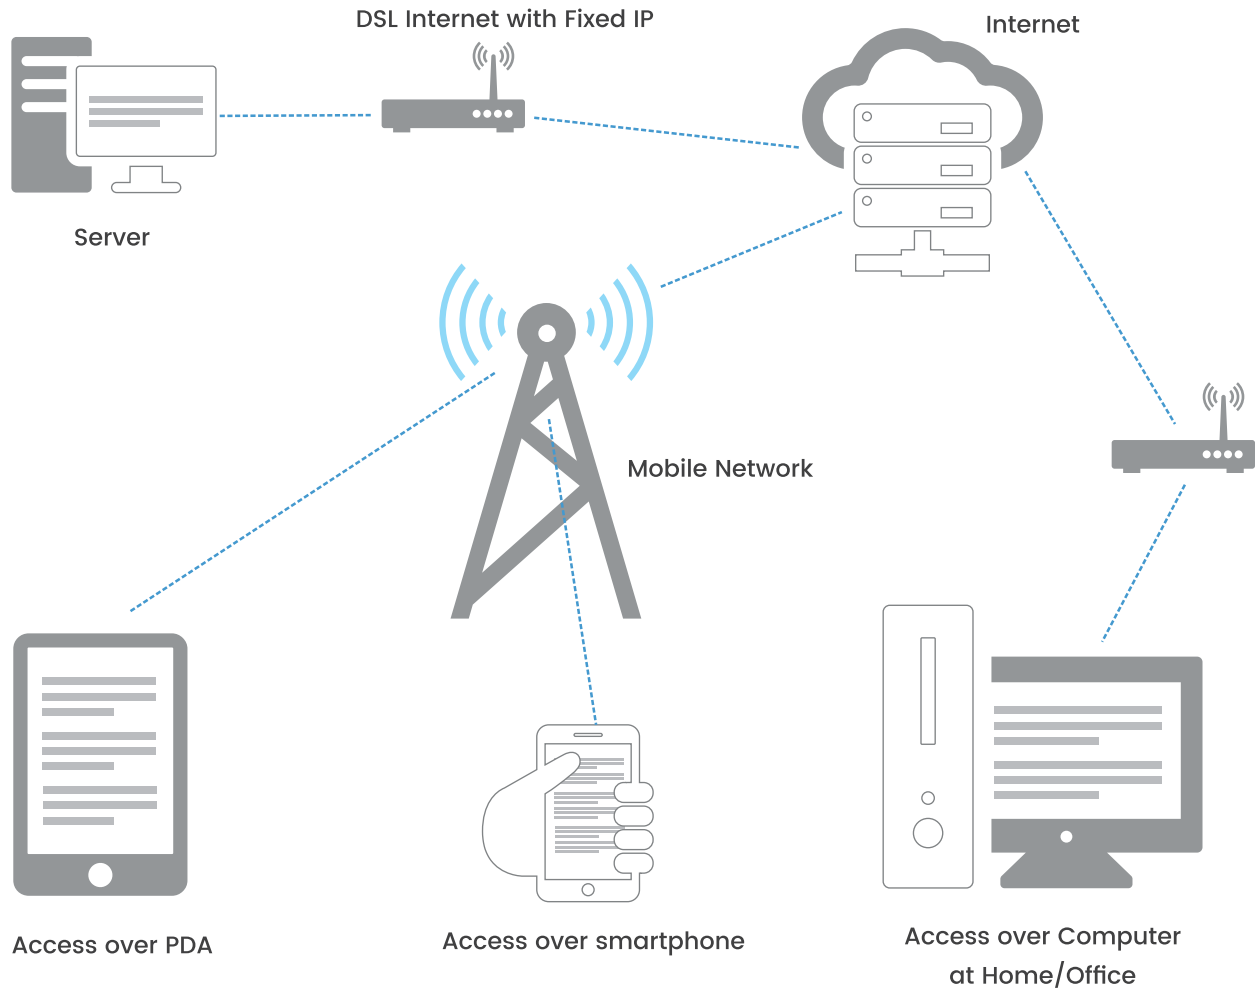 DSL Internet with Fixed IP
Internet
Server
Mobile Network
Access over PDA
Access over smartphone
Access over Computer
at Home/Office